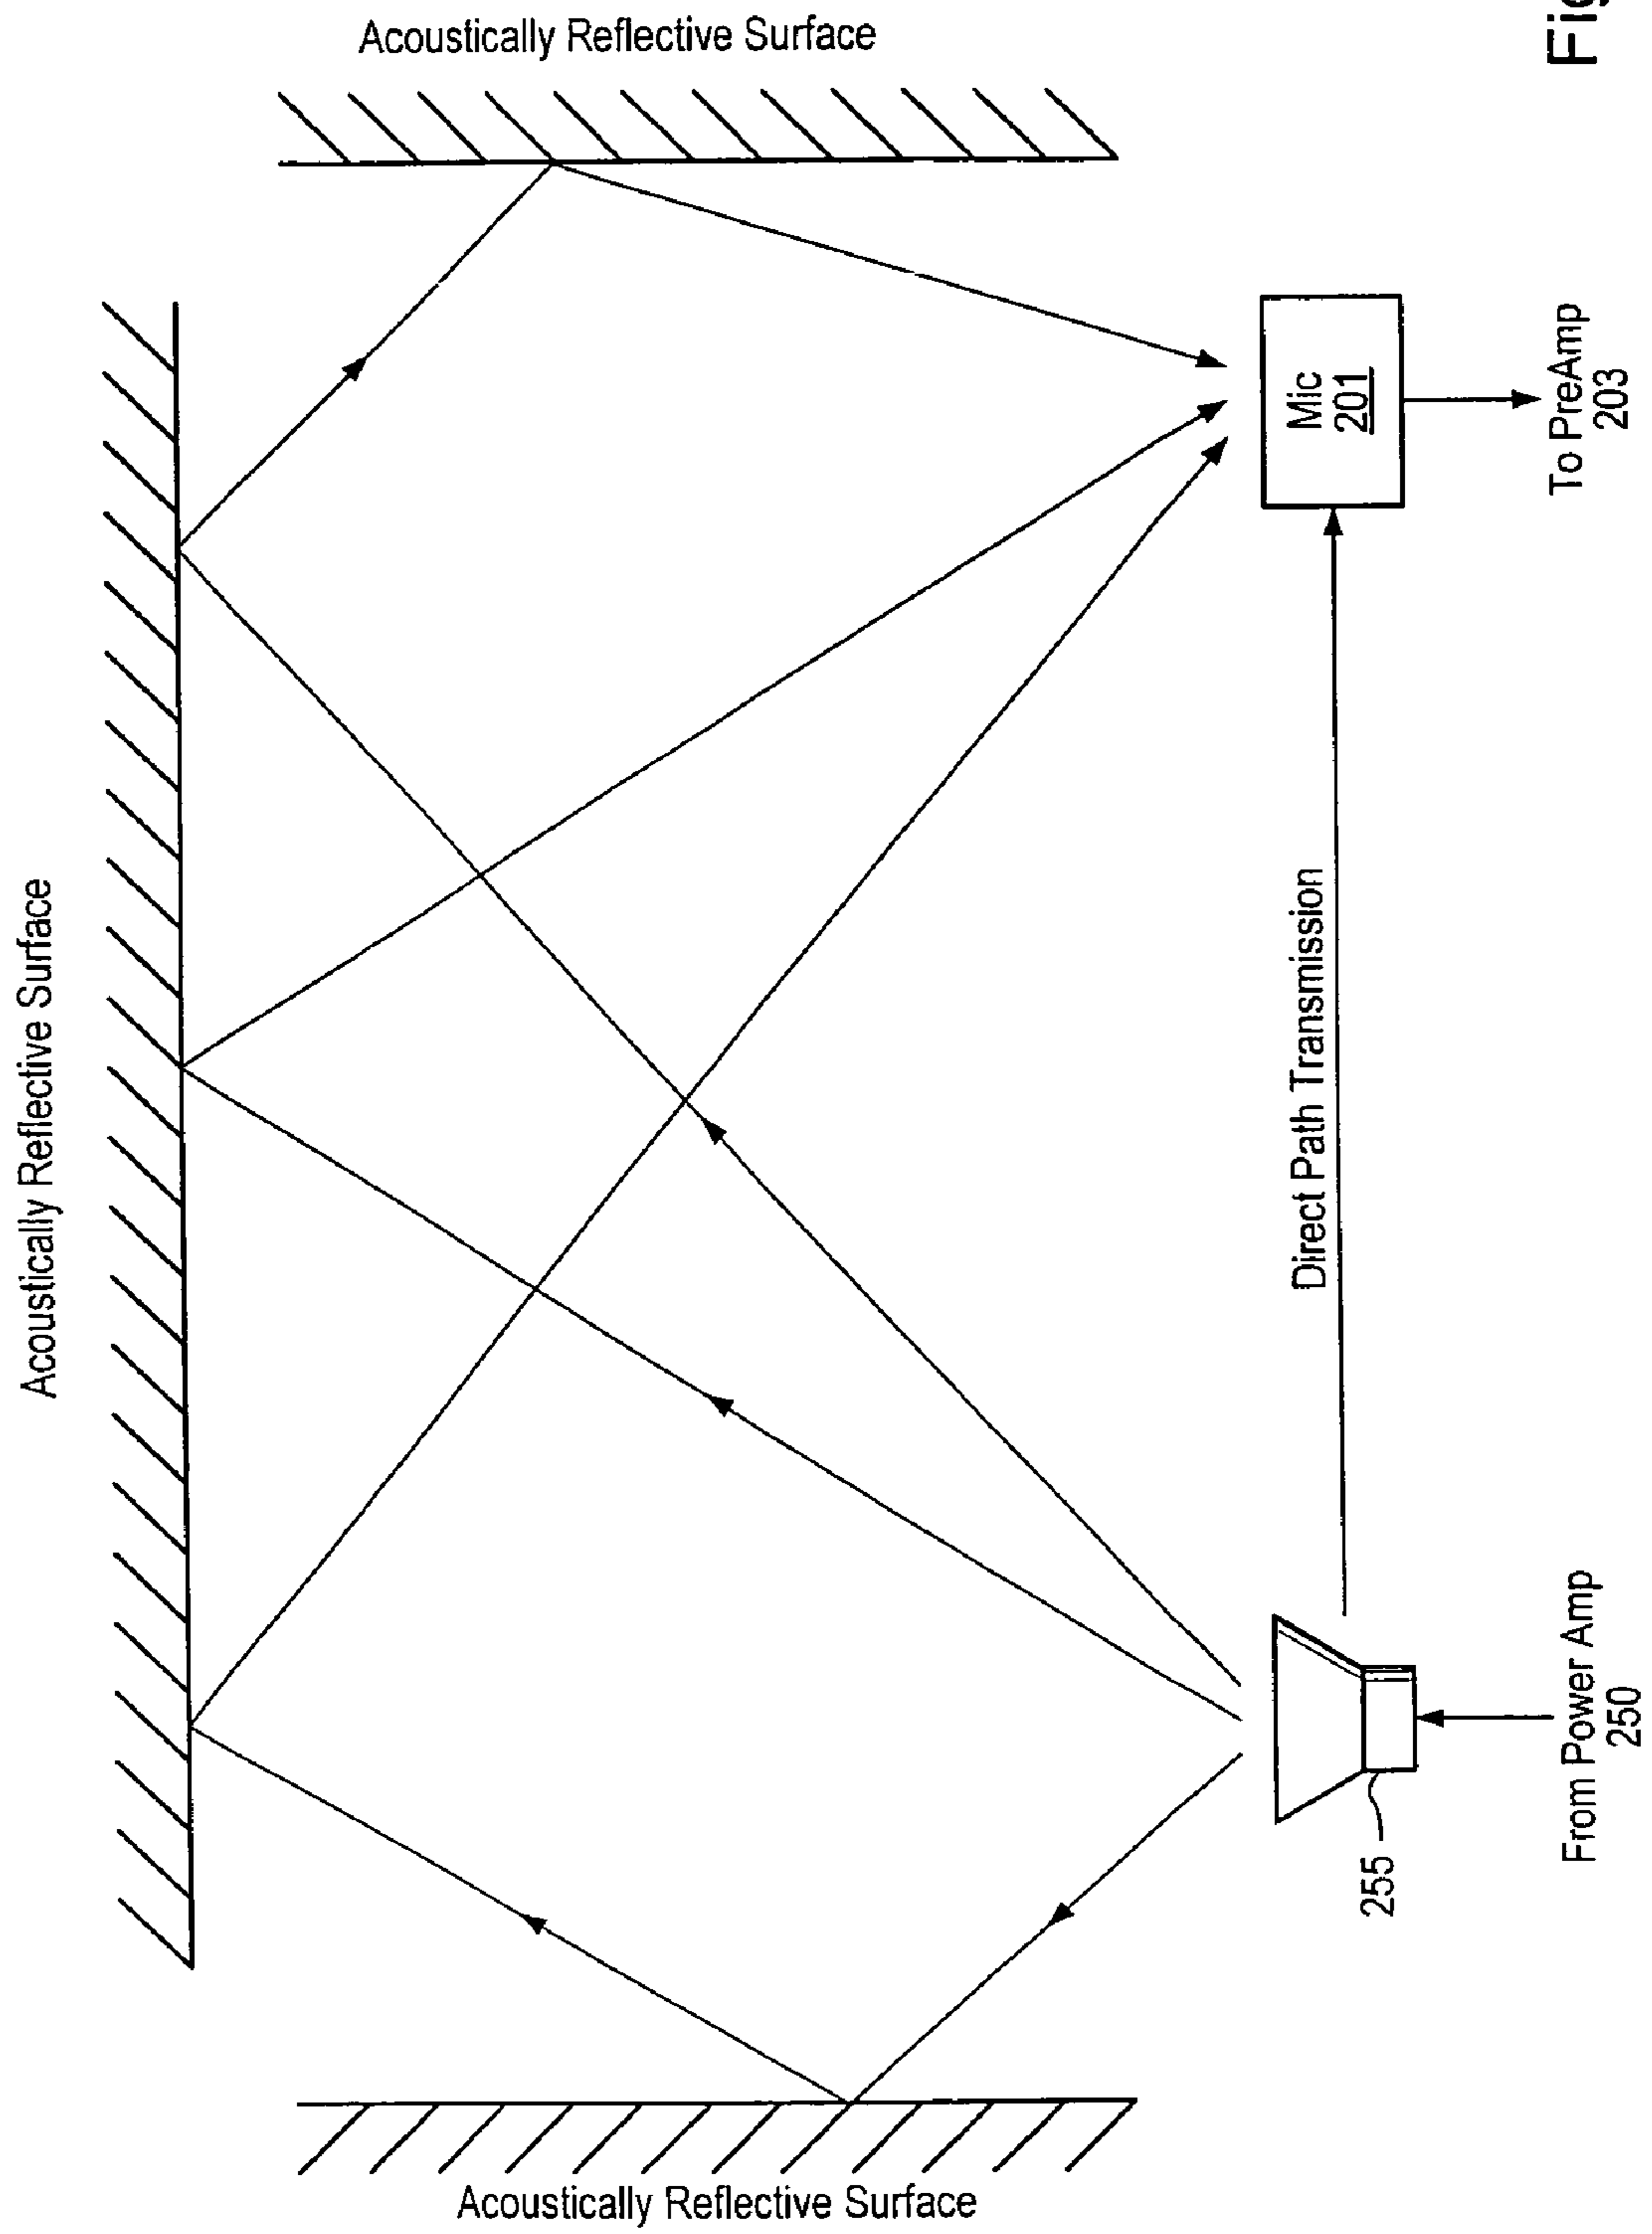 Acoustically Reflective Surface
Acoustically Reflective Surface
Acoustically Reflective Surface
Direct Path Transmission
Mic
201
To PreAmp
203
255
From Power Amp
250
Fig